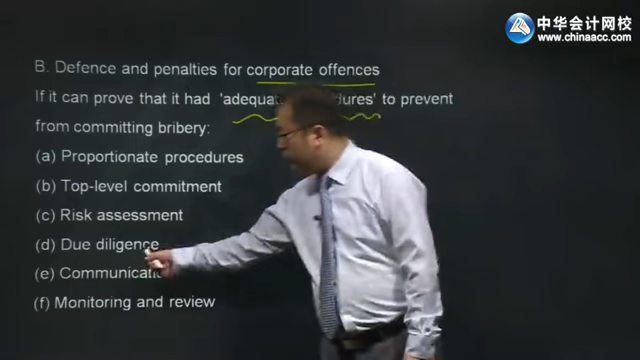 中华会计网校
www.chinaacc.com
B. Defence and penalties for corporate offences
If it can prove that it had 'adequate procedures' to prevent
from committing bribery:
(a) Proportionate procedures
(b) Top-level commitment
(c) Risk assessment
(d) Due diligence
(e)
(f) Monitoring and review